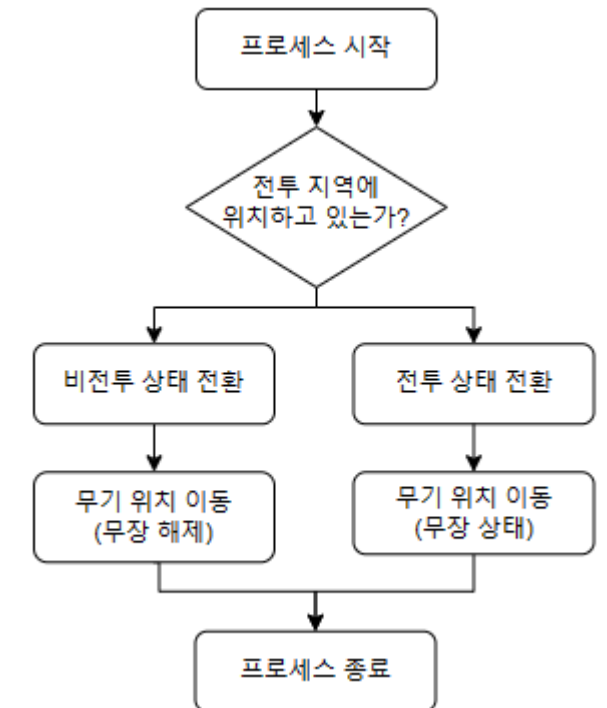 프로세스 시작
전투 지역에
위치하고 있는가?
비전투 상태 전환
전투 상태 전환
무기 위치 이동
(무장 해제)
무기 위치 이동
(무장 상태)
프로세스 종료